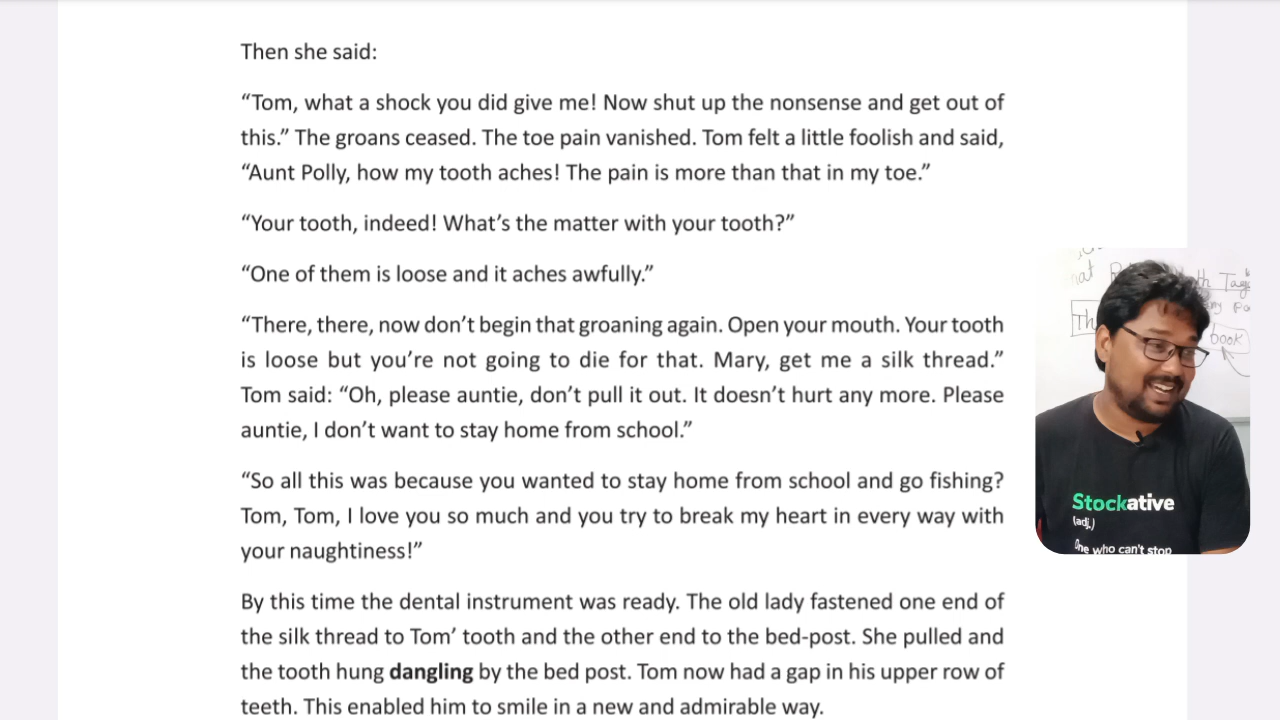 Then she said:
“Tom, what a shock you did give me! Now shut up the nonsense and get out of
this.” The groans ceased. The toe pain vanished. Tom felt a little foolish and said,
“Aunt Polly, how my tooth aches! The pain is more than that in my toe.”
“Your tooth, indeed! What’s the matter with your tooth?”
“One of them is loose and it aches awfully.”
“There, there, now don’t begin that groaning again. Open your mouth. Your tooth
is loose but you’re not going to die for that. Mary, get me a silk thread.”
Tom said: “Oh, please auntie, don’t pull it out. It doesn’t hurt any more. Please
auntie, I don’t want to stay home from school.”
“So all this was because you wanted to stay home from school and go fishing?
Tom, Tom, I love you so much and you try to break my heart in every way with
your naughtiness!”
By this time the dental instrument was ready. The old lady fastened one end of
the silk thread to Tom’ tooth and the other end to the bed-post. She pulled and
the tooth hung dangling by the bed post. Tom now had a gap in his upper row of
teeth. This enabled him to smile in a new and admirable way.
book
Stockative
(adj.)
One who can't stop